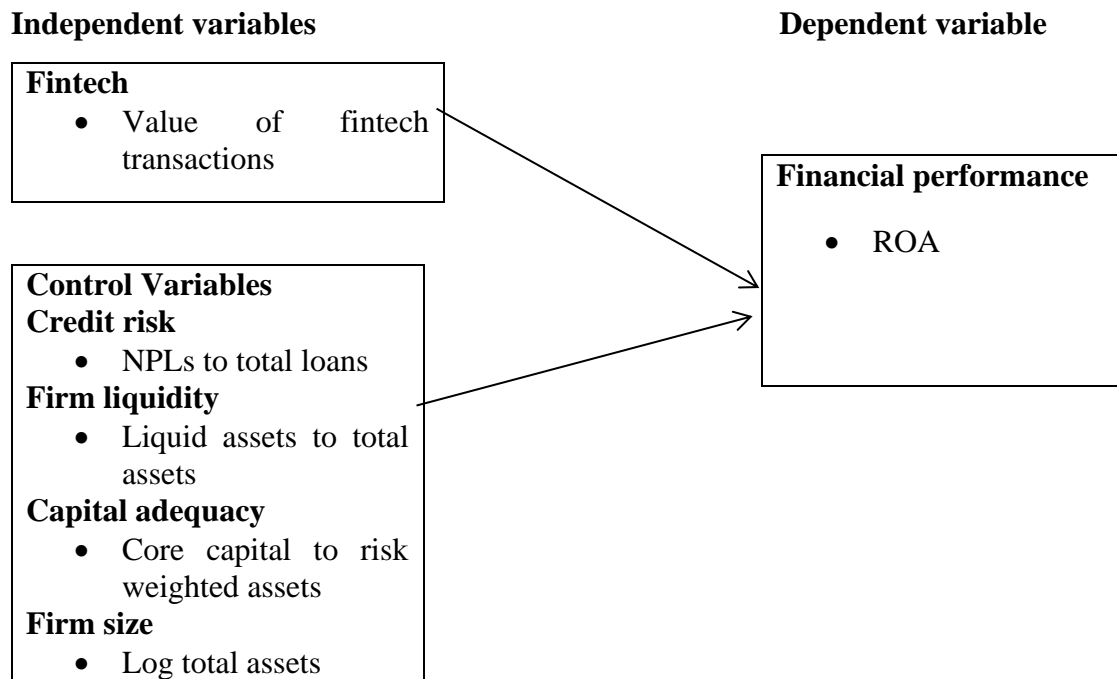 Independent variables
Dependent variable
Fintech
• Value of fintech
transactions
Financial performance
• ROA
Control Variables
Credit risk
• NPLs to total loans
Firm liquidity
• Liquid assets to total
assets
Capital adequacy
• Core capital to risk
weighted assets
Firm size
• Log total assets